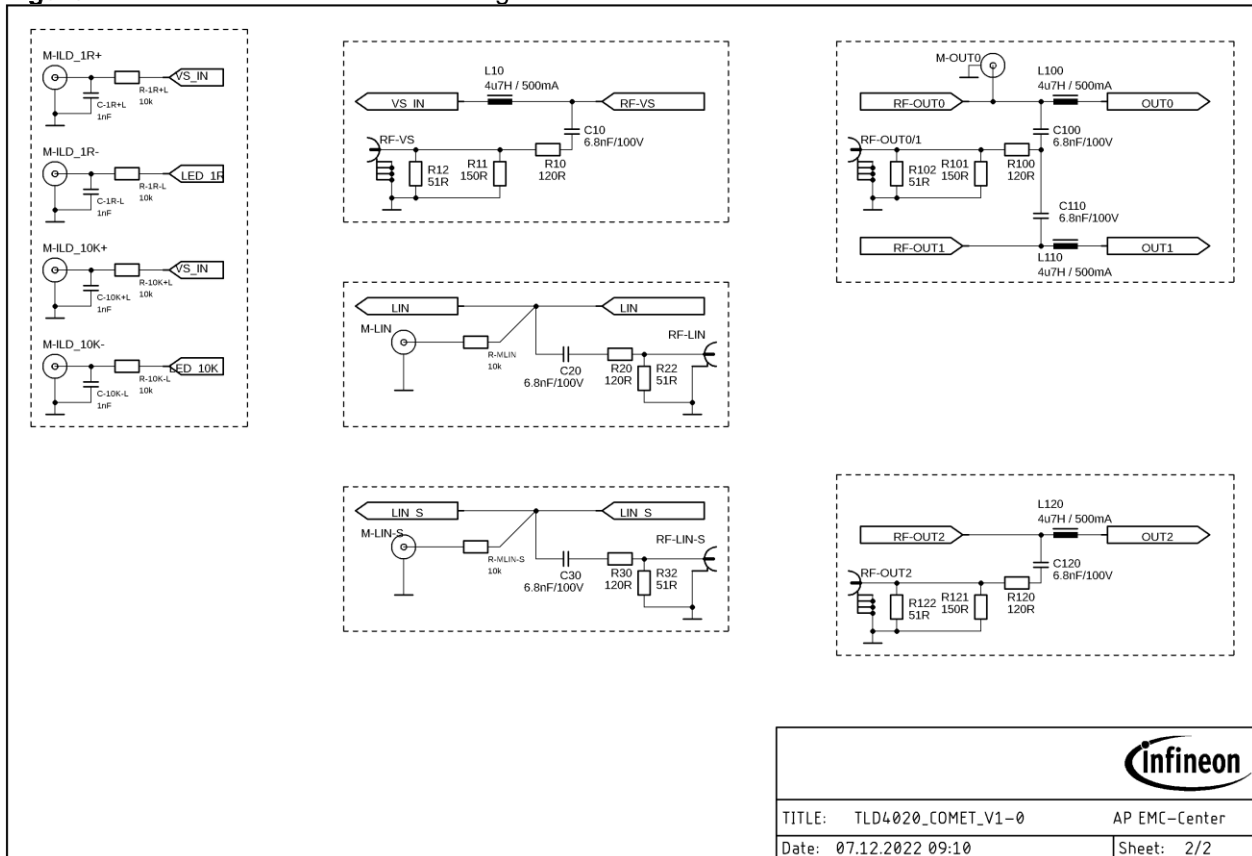 M-ILD_1R+
VS_IN
R-1R+L
10k
C-1R+L
1nF
M-ILD_1R-
LED_1R
R-1R-L
10k
C-1R-L
1nF
M-ILD_10K+
VS_IN
R-10K+L
10k
C-10K+L
1nF
M-ILD_10K-
LED_10K
R-10K-L
10k
C-10K-L
1nF
L10
4u7H / 500mA
VS_IN
RF-VS
C10
6.8nF/100V
RF-VS
R12
51R
R11
150R
R10
120R
LIN
LIN
M-LIN
R-MLIN
10k
C20
6.8nF/100V
R20
120R
R22
51R
RF-LIN
LIN_S
LIN_S
M-LIN-S
R-MLIN-S
10k
C30
6.8nF/100V
R30
120R
R32
51R
RF-LIN-S
M-OUT0
L100
4u7H / 500mA
RF-OUT0
OUT0
C100
6.8nF/100V
RF-OUT0/1
R102
51R
R101
150R
R100
120R
C110
6.8nF/100V
RF-OUT1
OUT1
L110
4u7H / 500mA
L120
4u7H / 500mA
RF-OUT2
OUT2
C120
6.8nF/100V
RF-OUT2
R122
51R
R121
150R
R120
120R
infineon
TITLE: TLD4020_COMET_V1-0 AP EMC-Center
Date: 07.12.2022 09:10 Sheet: 2/2